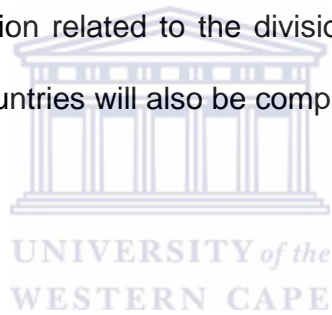 ion related to the divisio
untries will also be comp
UNIVERSITY of the
WESTERN CAPE